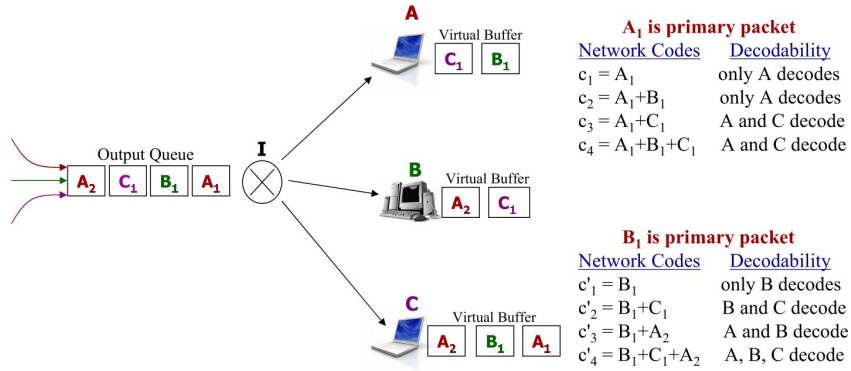 A
Virtual Buffer
C1 B1
Output Queue
A2 C1 B1 A1
I
B
Virtual Buffer
A2 C1
C
Virtual Buffer
A2 B1 A1
A1 is primary packet
Network Codes Decodability
c1 = A1 only A decodes
c2 = A1+B1 only A decodes
c3 = A1+C1 A and C decode
c4 = A1+B1+C1 A and C decode
B1 is primary packet
Network Codes Decodability
c'1 = B1 only B decodes
c'2 = B1+C1 B and C decode
c'3 = B1+A2 A and B decode
c'4 = B1+C1+A2 A, B, C decode